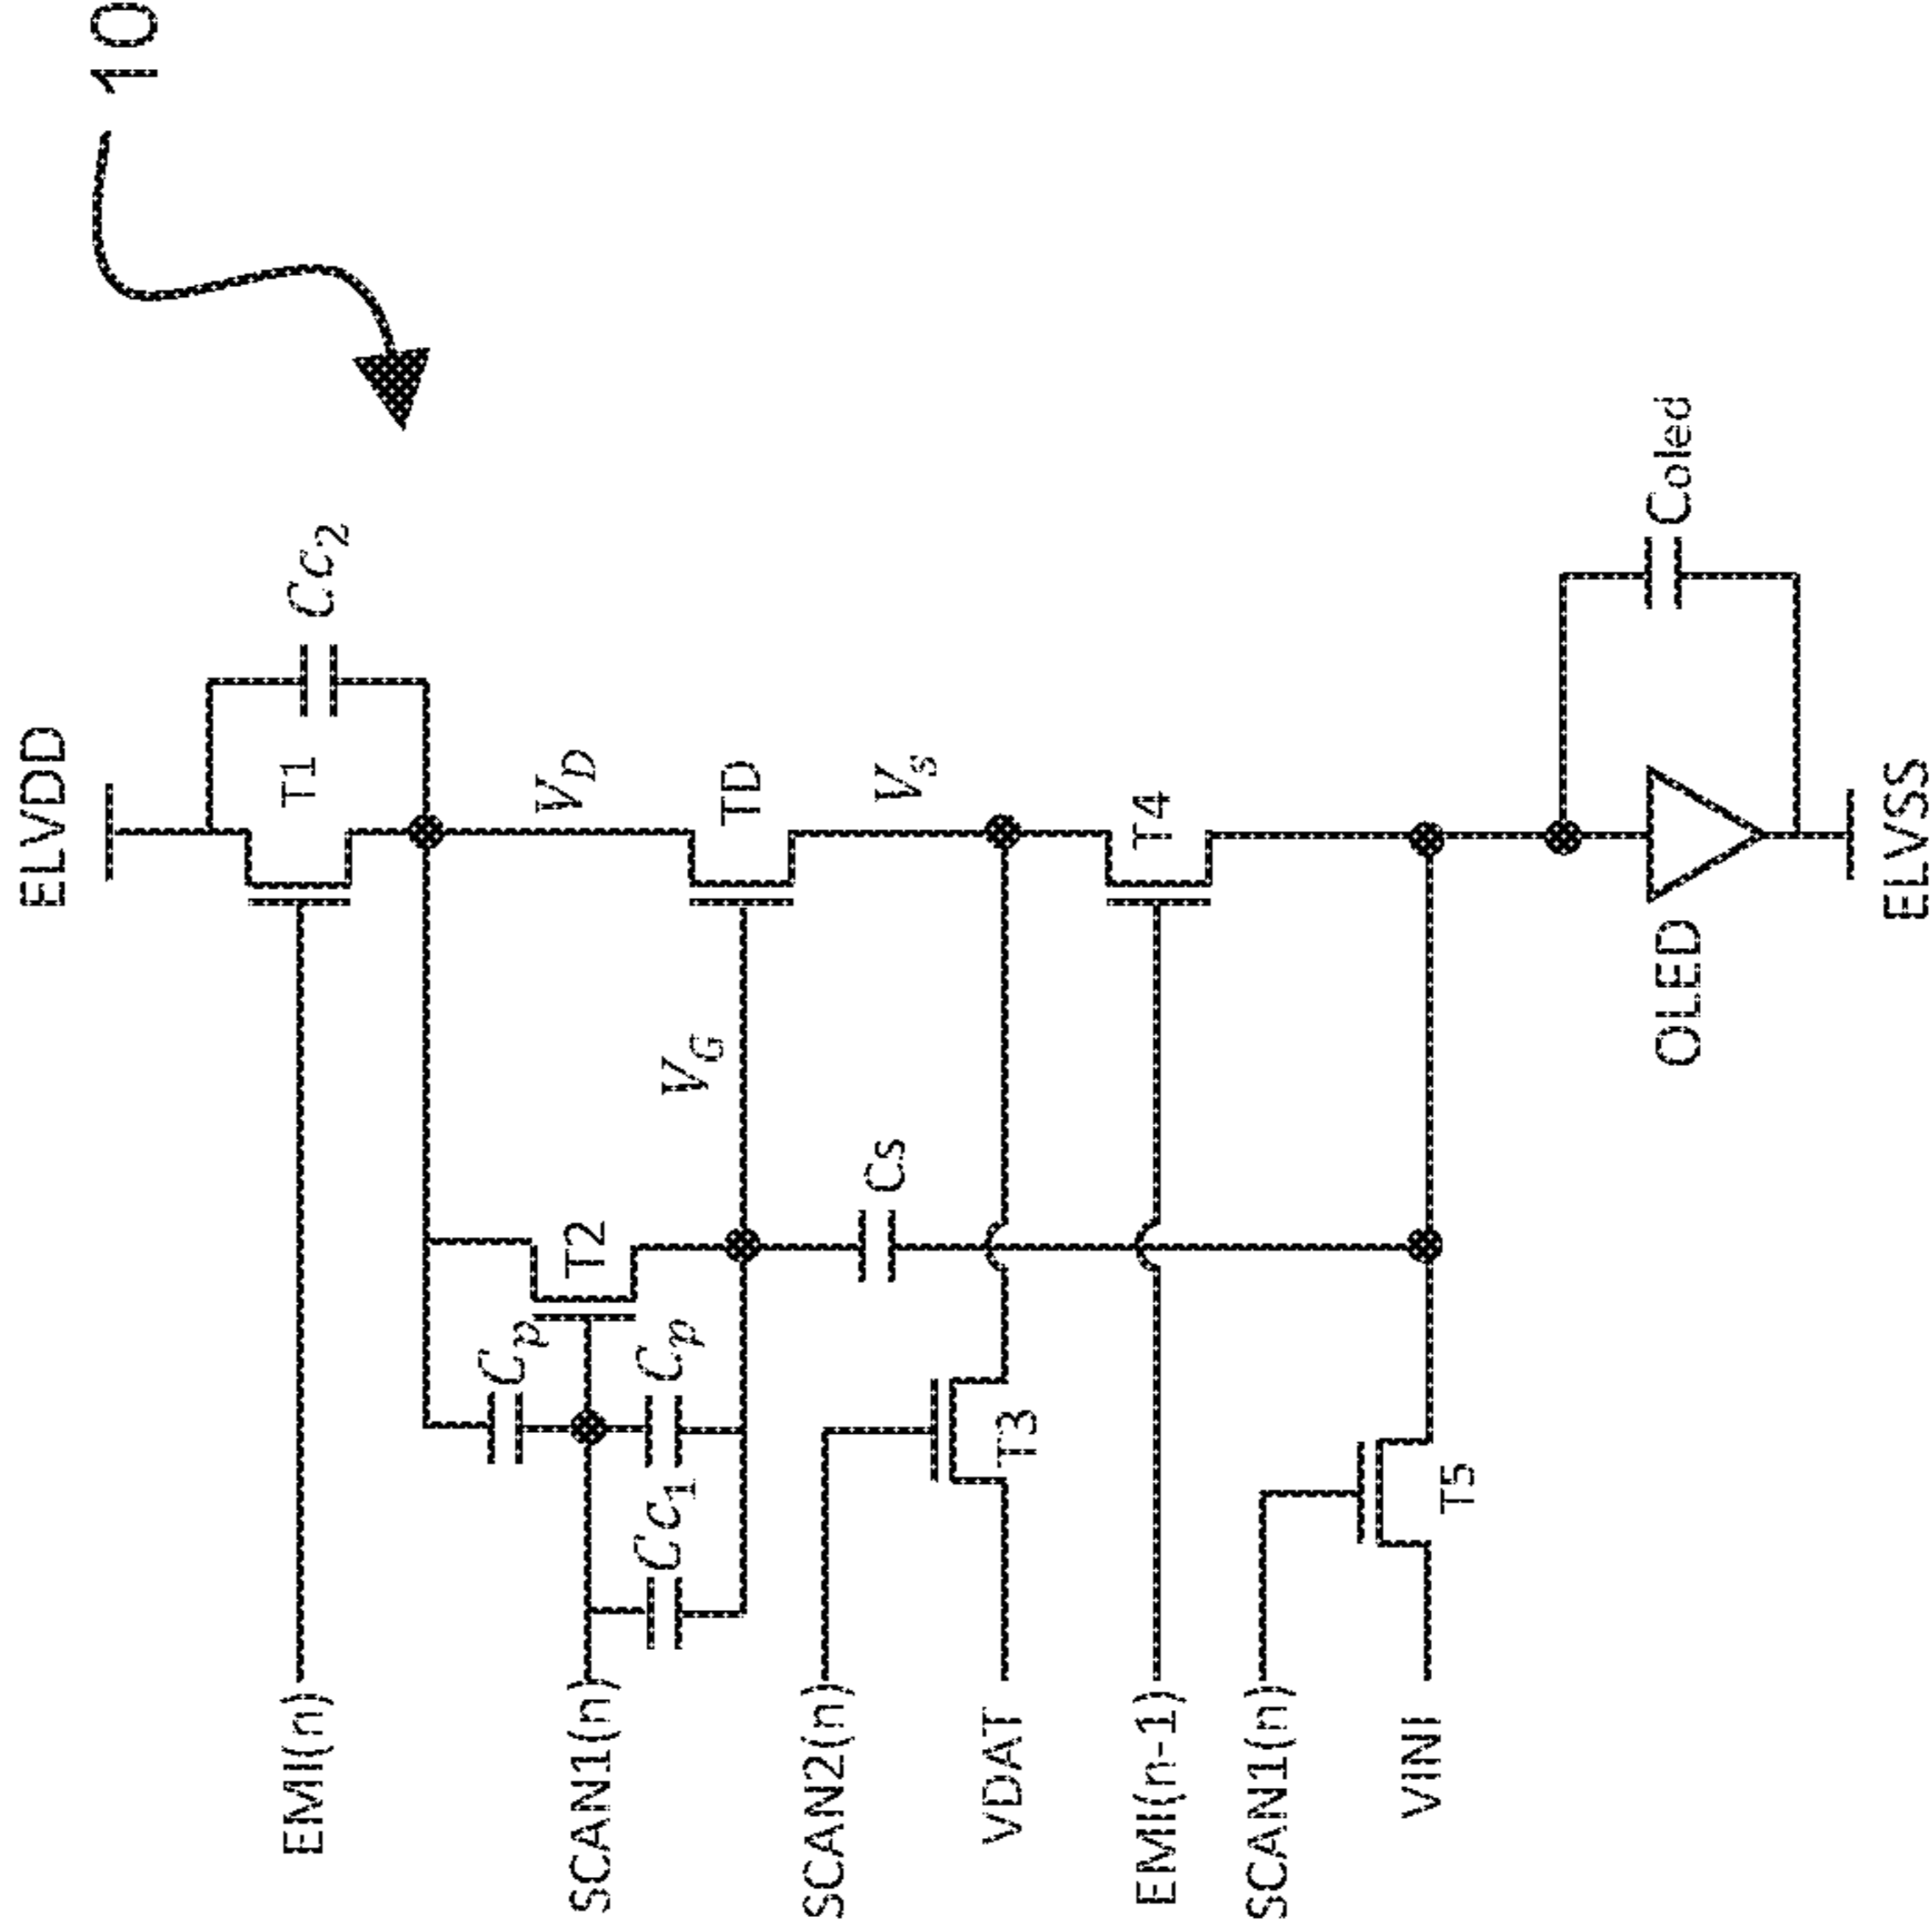 10
ELVDD
T1
Cc2
EMI(n)
VD
T2
Cp
SCAN1(n)
Cp
Cc1
VG
TD
Cs
SCAN2(n)
Vs
T3
VDAT
T4
EMI(n-1)
SCAN1(n)
T5
VINI
OLED
Coled
ELVSS